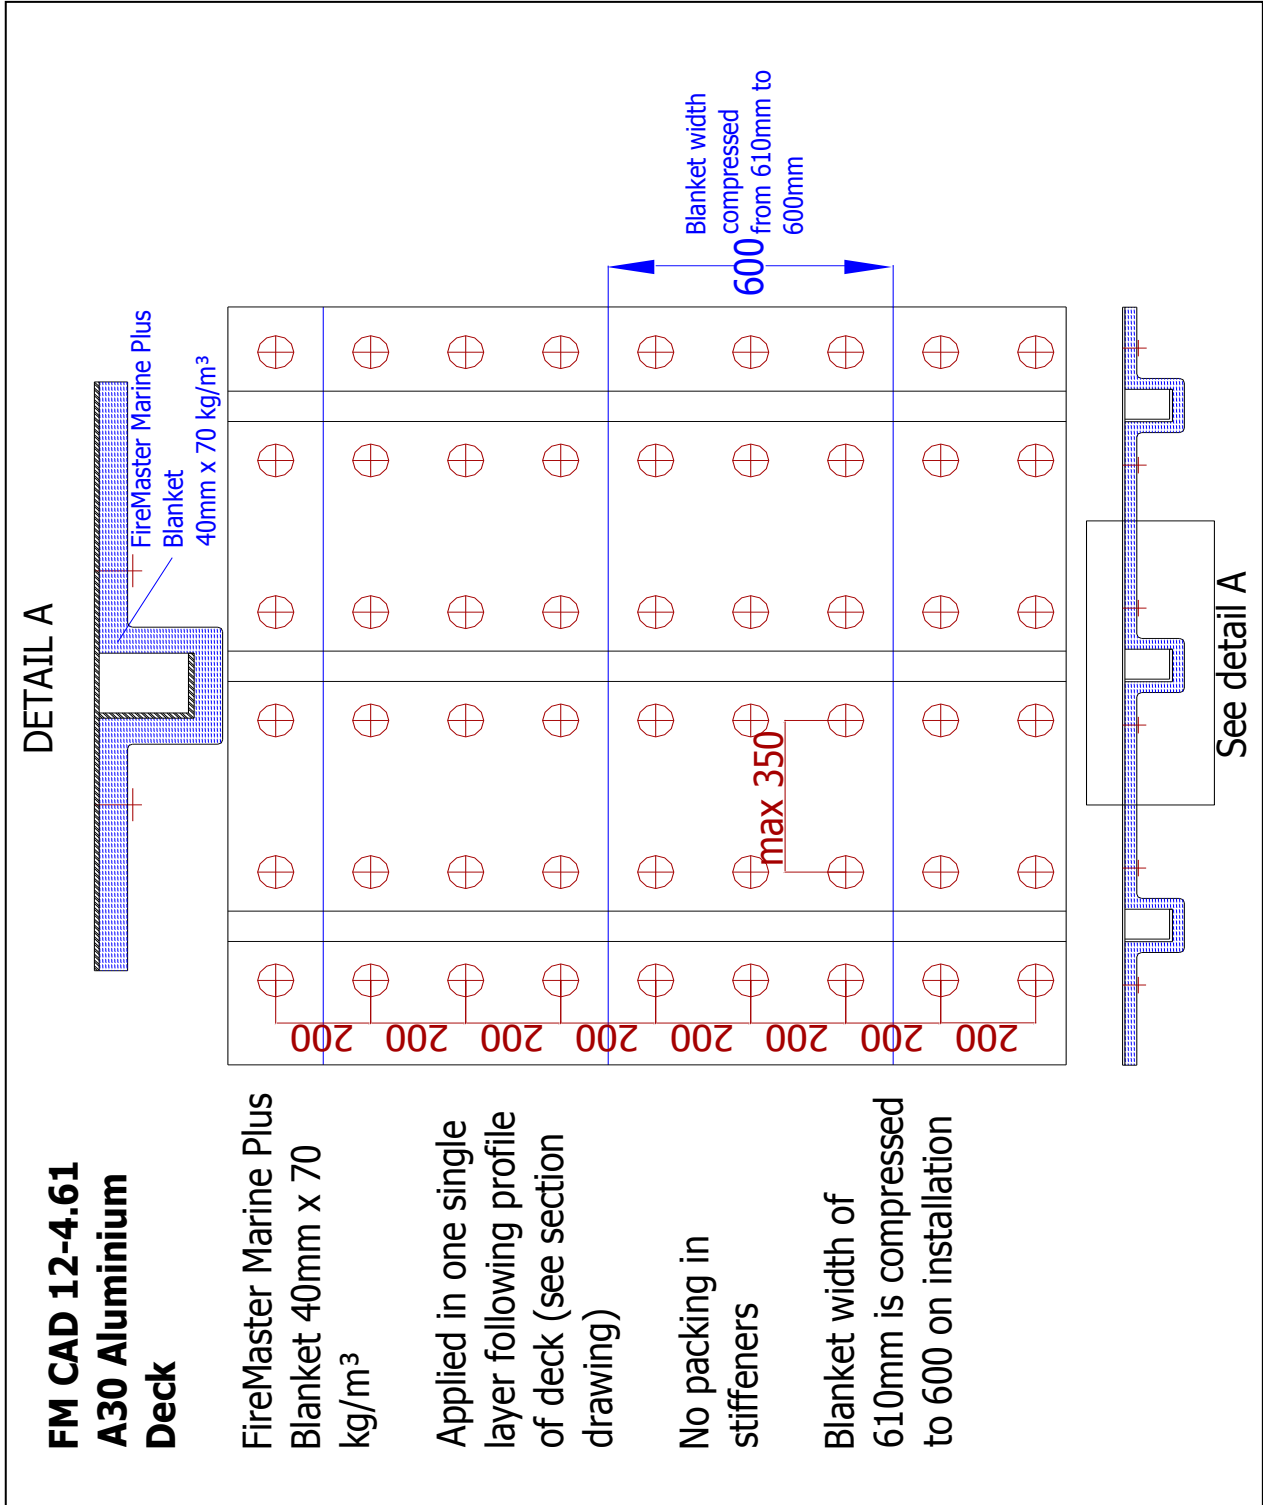 FM CAD 12-4.61
A30 Aluminium
Deck
FireMaster Marine Plus
Blanket 40mm x 70
kg/m³
Applied in one single
layer following profile
of deck (see section
drawing)
No packing in
stiffeners
Blanket width of
610mm is compressed
to 600 on installation
DETAIL A
FireMaster Marine Plus
Blanket
40mm x 70 kg/m³
200
200
200
200
200
200
200
200
max 350
600
Blanket width
compressed
from 610mm to
600mm
See detail A